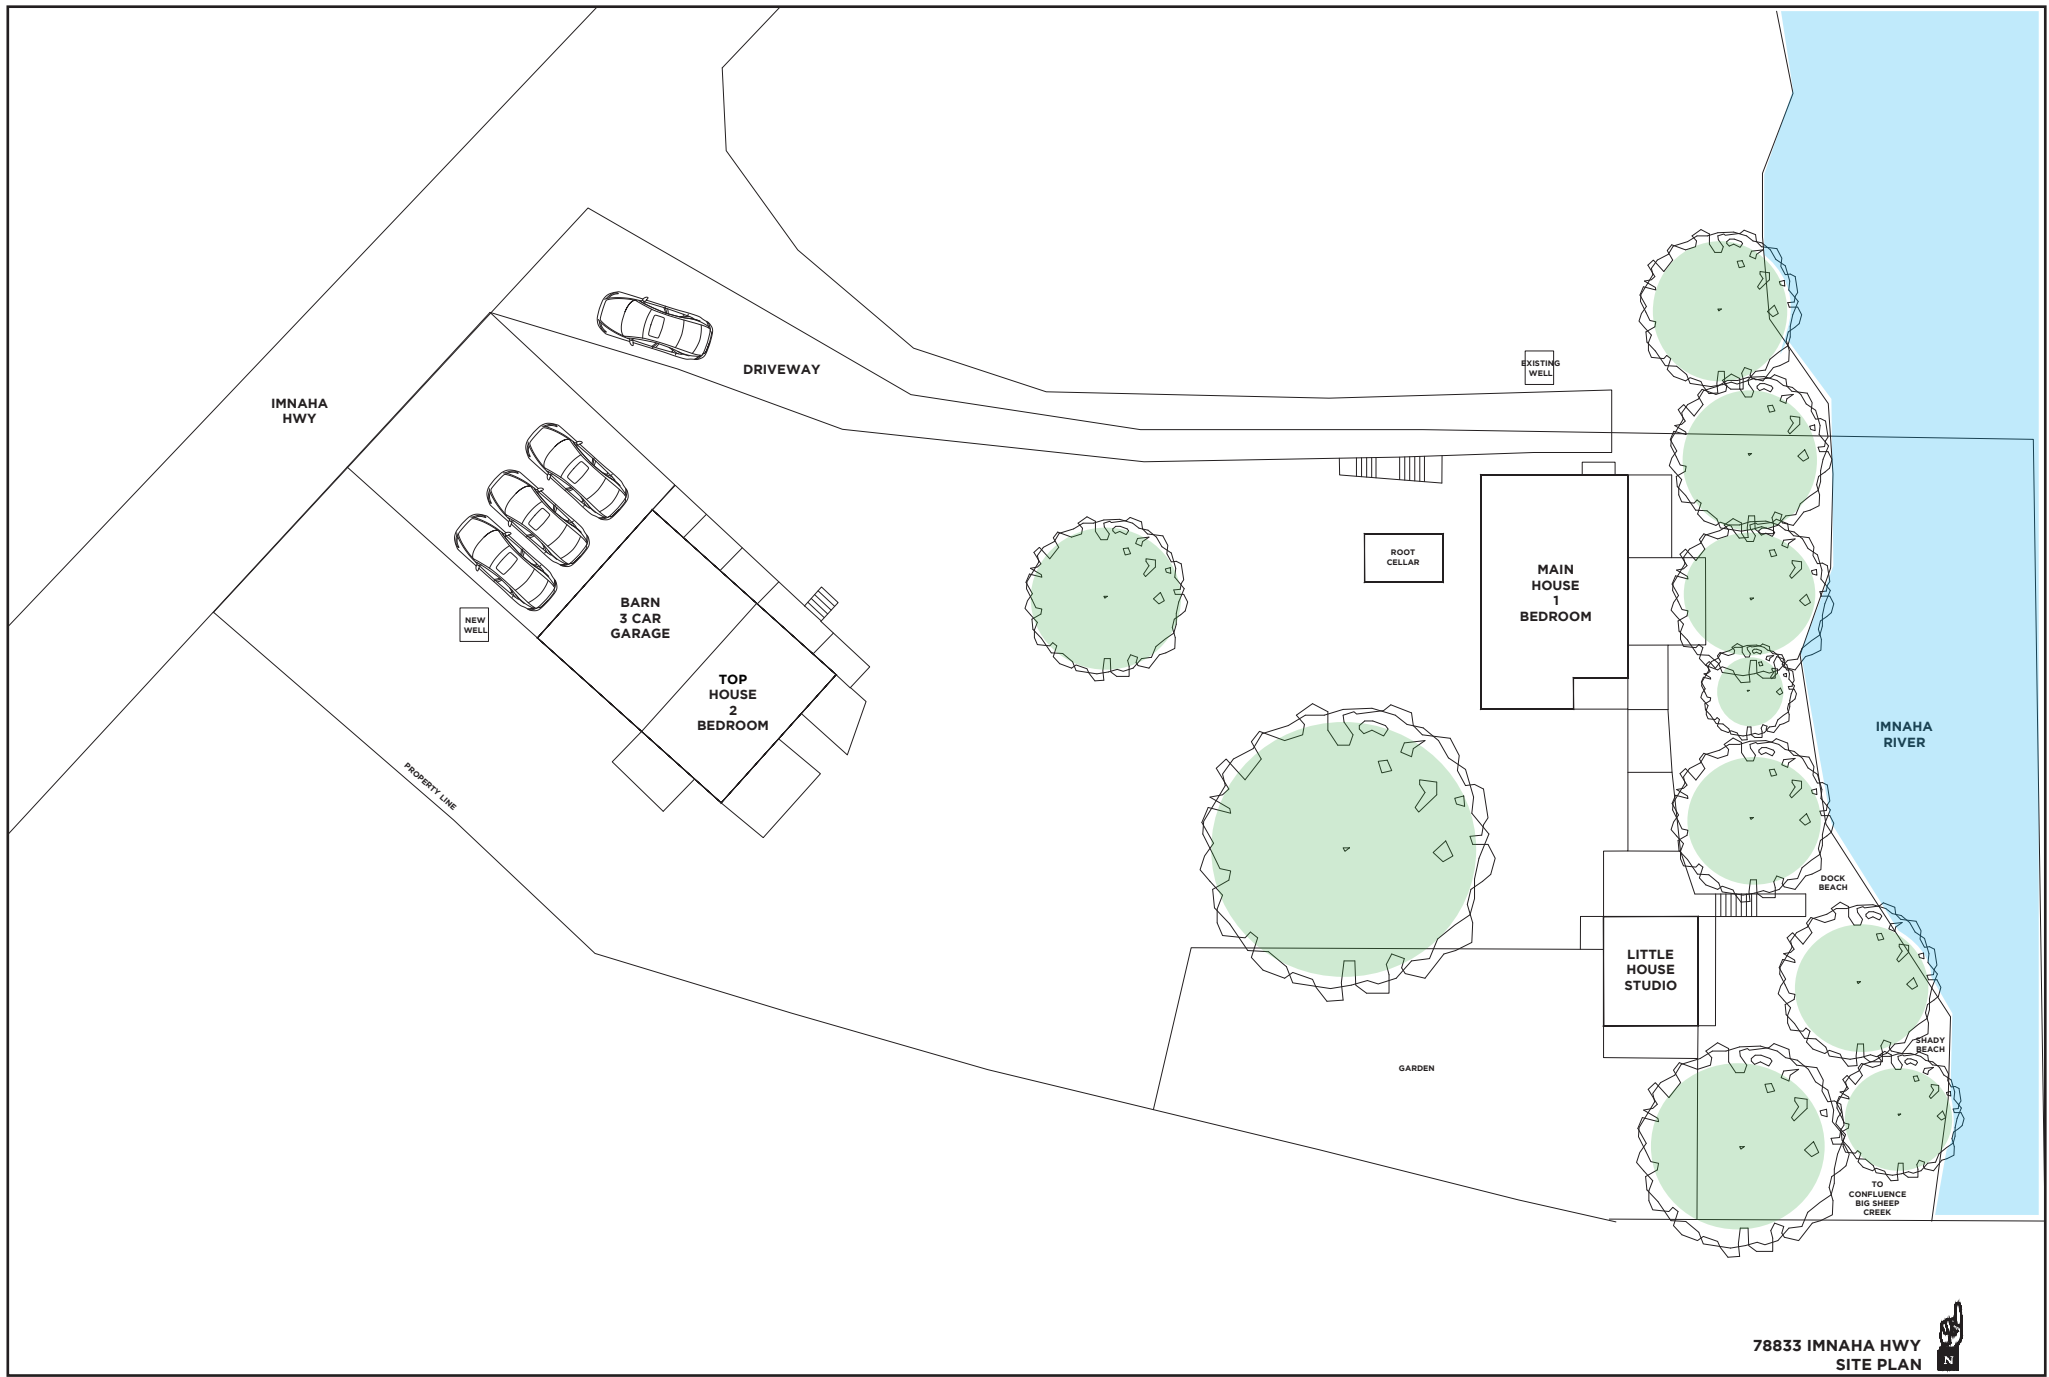 IMNAHA
HWY
DRIVEWAY
EXISTING
WELL
ROOT
CELLAR
MAIN
HOUSE
1
BEDROOM
BARN
3 CAR
GARAGE
NEW
WELL
TOP
HOUSE
2
BEDROOM
PROPERTY LINE
IMNAHA
RIVER
DOCK
BEACH
LITTLE
HOUSE
STUDIO
SHADY
BEACH
GARDEN
TO
CONFLUENCE
BIG SHEEP
CREEK
78833 IMNAHA HWY
SITE PLAN
N